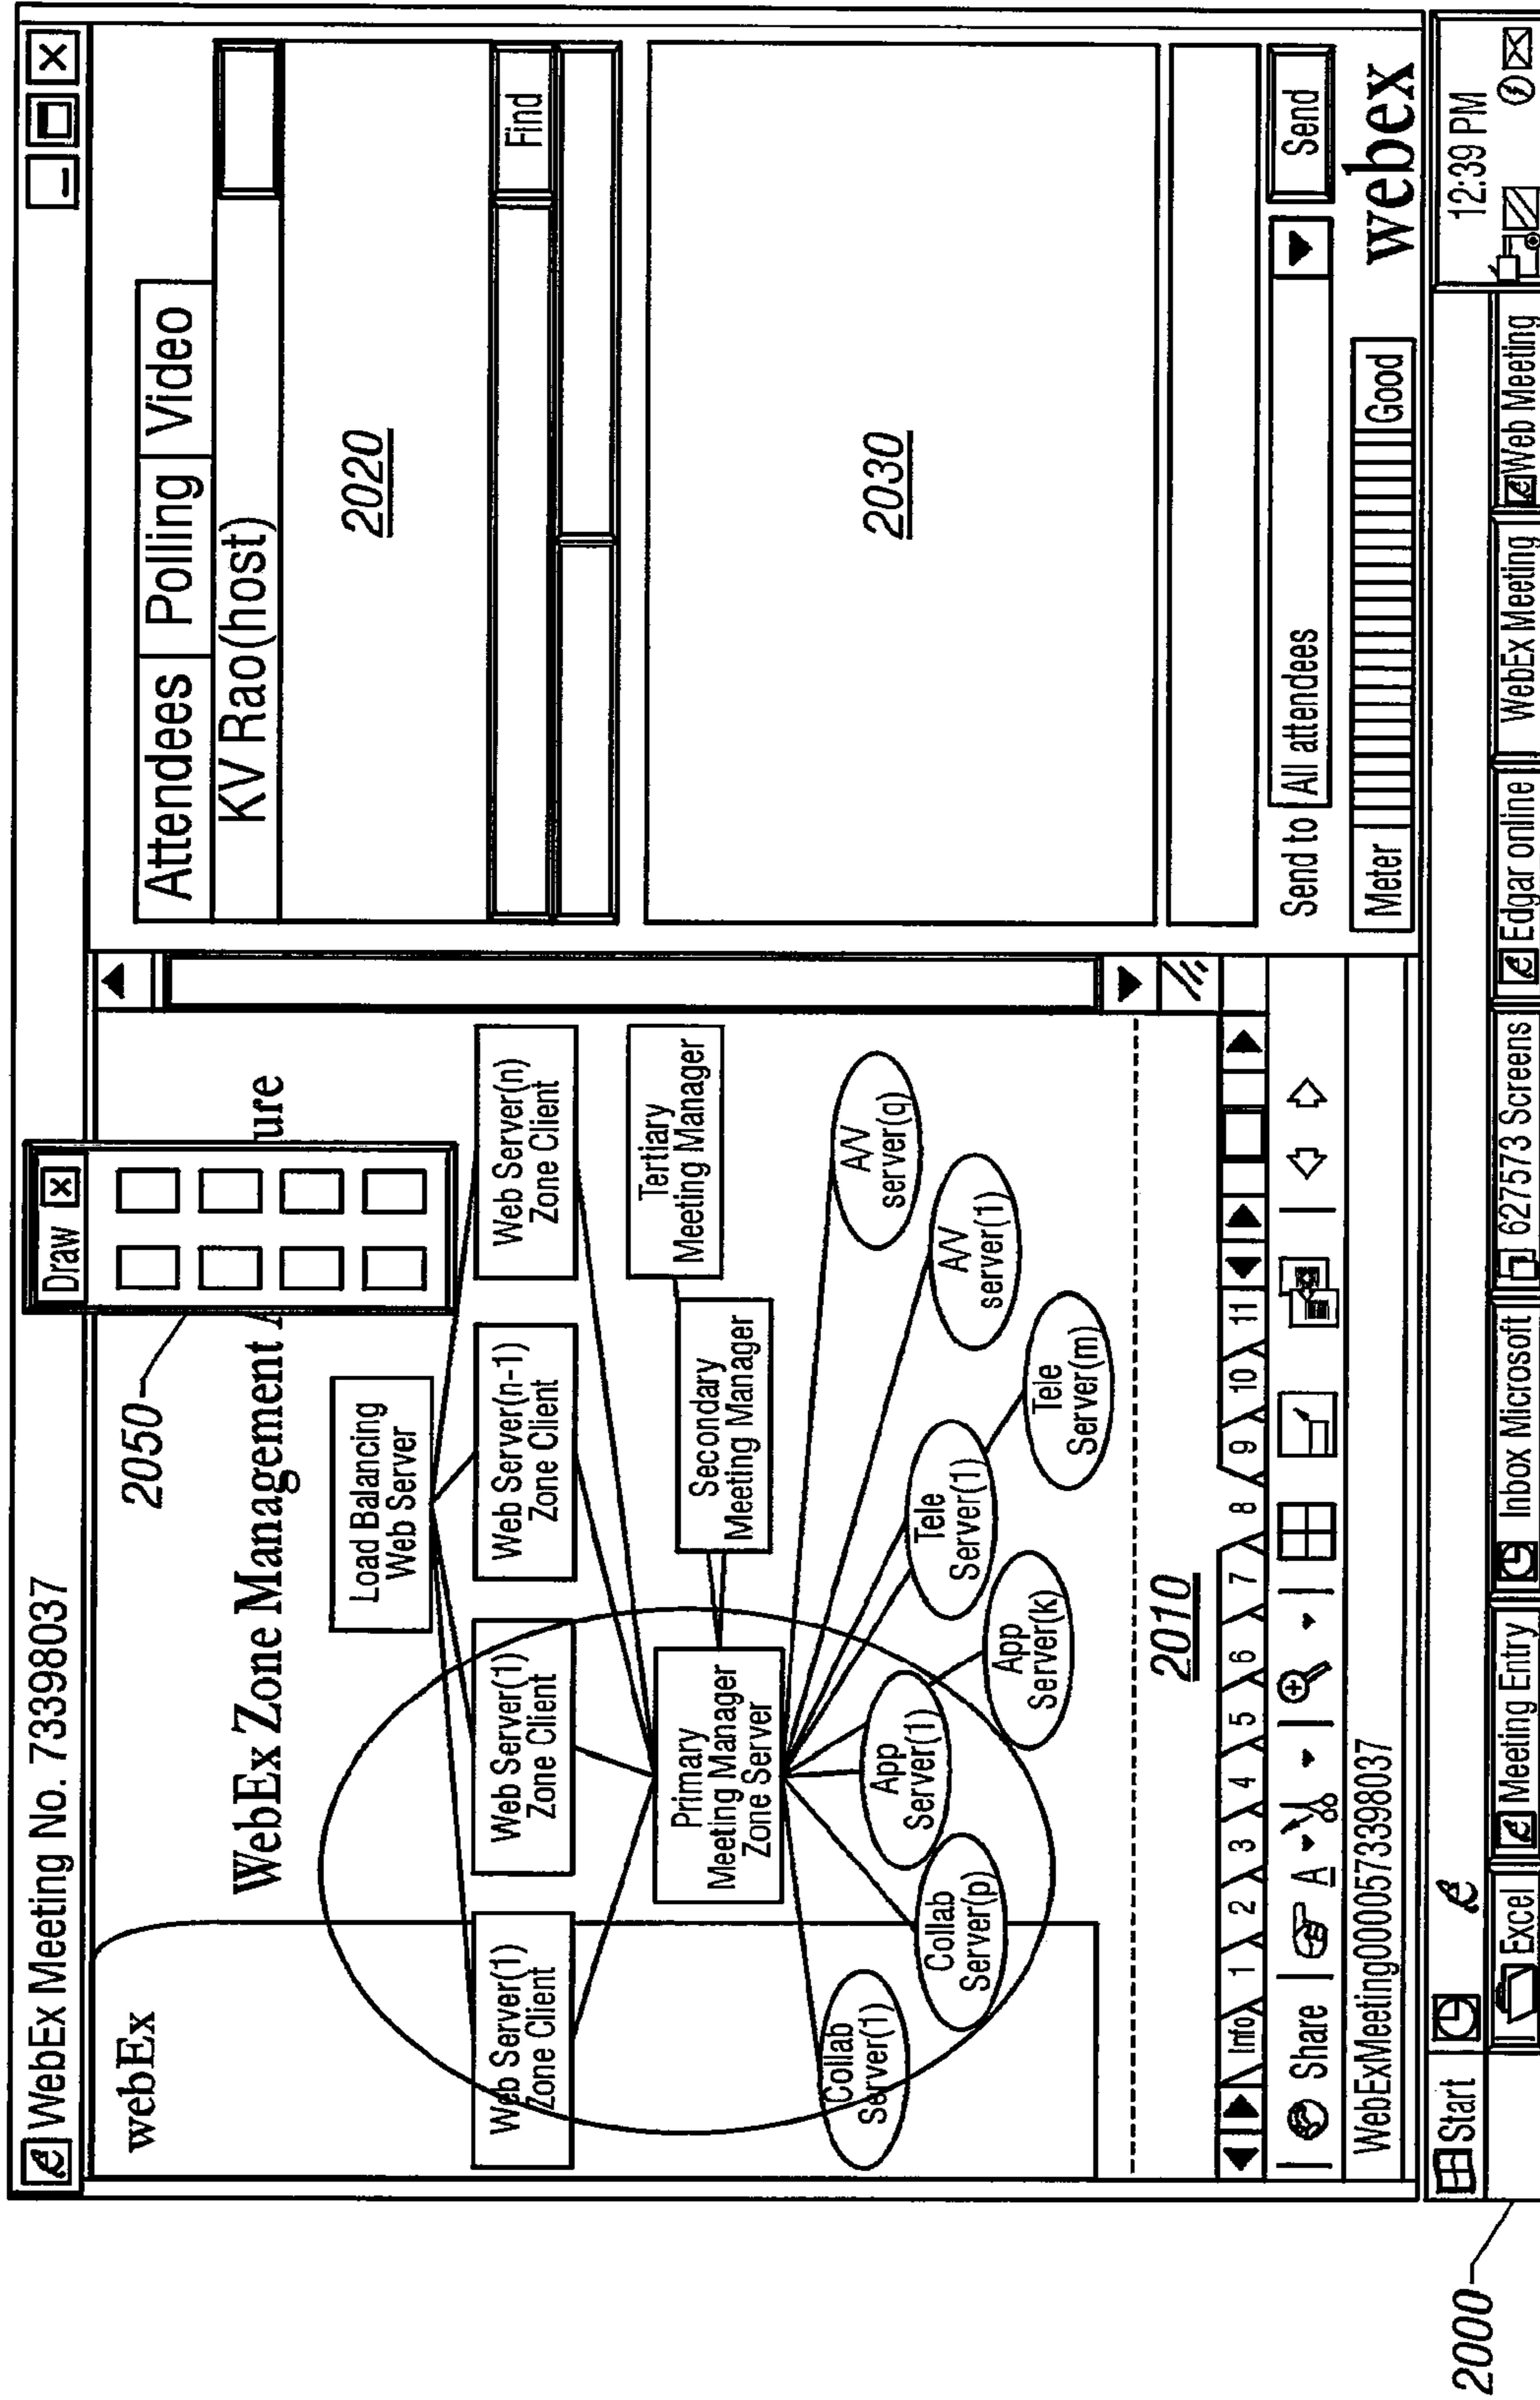 WebEx Meeting No. 73398037
webEx
WebEx Zone Management A
ure
2050
Draw
Load Balancing
Web Server
Web Server(1)
Zone Client
Web Server(1)
Zone Client
Web Server(n-1)
Zone Client
Web Server(n)
Zone Client
Primary
Meeting Manager
Zone Server
Secondary
Meeting Manager
Tertiary
Meeting Manager
Collab
Server(1)
Collab
Server(p)
App
Server(1)
App
Server(k)
Tele
Server(1)
Tele
Server(m)
A/V
server(1)
A/V
server(q)
2010
Info 1 2 3 4 5 6 7 8 9 10 11
Share A
WebExMeeting000057339 8037
Attendees Polling Video
KV Rao(host)
2020
Find
2030
Send to All attendees Send
Meter Good
webex
Start
12:39 PM
Excel Meeting Entry Inbox Microsoft 627573 Screens Edgar online WebEx Meeting Web Meeting
2000